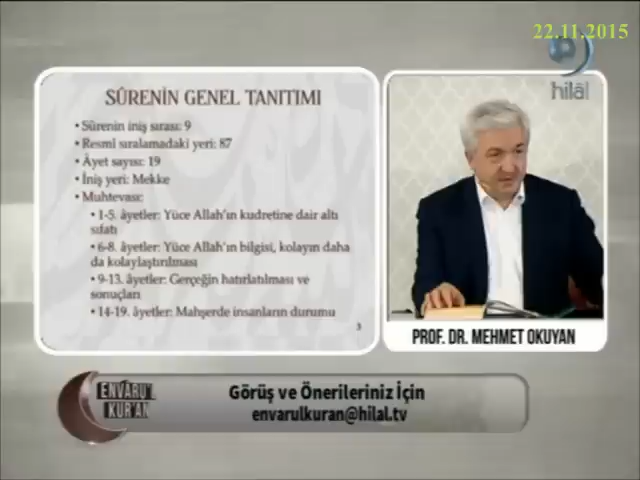 22.11.2015
hilâl
SÛRENİN GENEL TANITIMI
• Sûrenin iniş sırası: 9
• Resmî sıralamadaki yeri: 87
• Âyet sayısı: 19
• İniş yeri: Mekke
• Muhtevası:
• 1-5. âyetler: Yüce Allah'ın kudretine dair altı
sıfatı
• 6-8. âyetler: Yüce Allah'ın bilgisi, kolayın daha
da kolaylaştırılması
• 9-13. âyetler: Gerçeğin hatırlatılması ve
sonuçları
• 14-19. âyetler: Mahşerde insanların durumu
3
PROF. DR. MEHMET OKUYAN
ENVÂRU'L
KUR'AN
Görüş ve Önerileriniz İçin
envarulkuran@hilal.tv